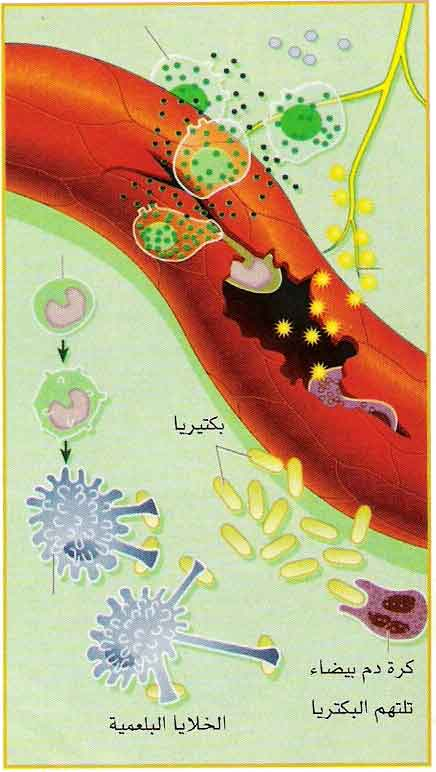 بكتيريا
كرة دم بيضاء
تلتهم البكتريا
الخلايا البلعمية